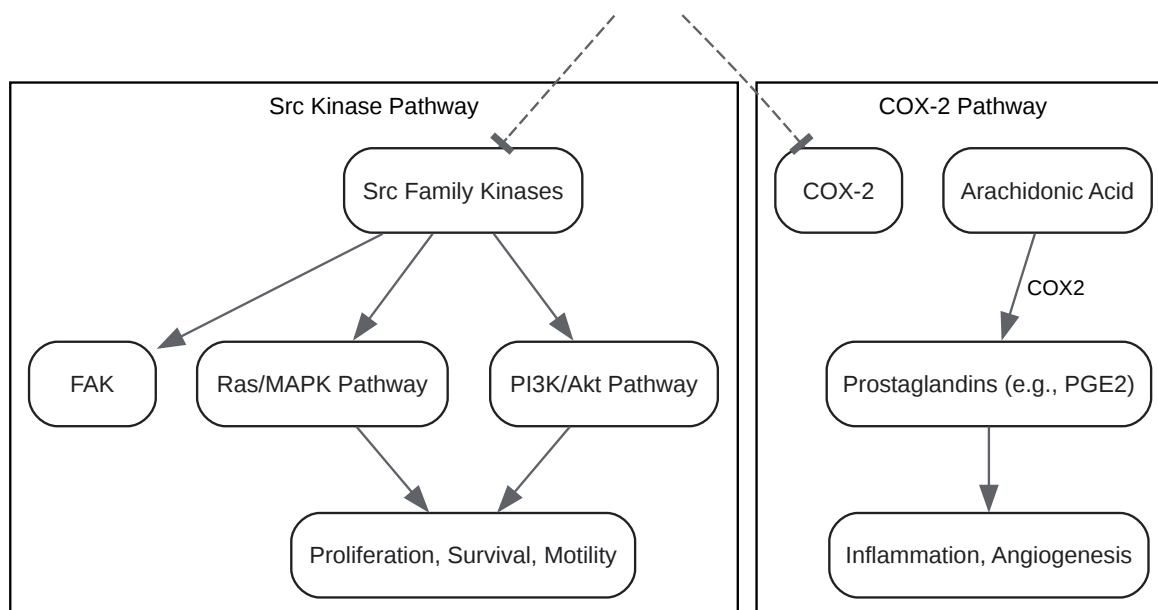 Src Kinase Pathway
COX-2 Pathway
Src Family Kinases
COX-2
Arachidonic Acid
COX2
FAK
Ras/MAPK Pathway
PI3K/Akt Pathway
Prostaglandins (e.g., PGE2)
Proliferation, Survival, Motility
Inflammation, Angiogenesis